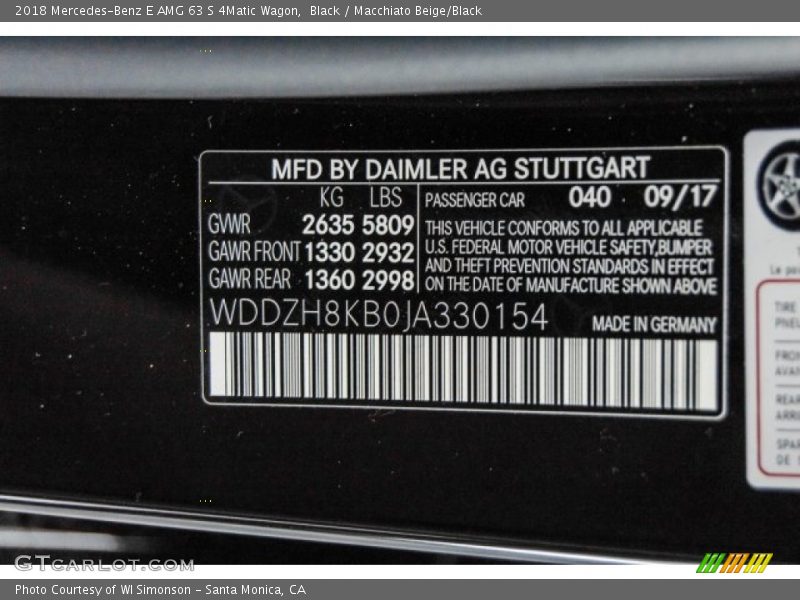 2018 Mercedes-Benz E AMG 63 S 4Matic Wagon,  Black / Macchiato Beige/Black
MFD BY DAIMLER AG STUTTGART
KG LBS
GVWR 2635 5809
GAWR FRONT 1330 2932
GAWR REAR 1360 2998
PASSENGER CAR 040 09/17
THIS VEHICLE CONFORMS TO ALL APPLICABLE
U.S. FEDERAL MOTOR VEHICLE SAFETY,BUMPER
AND THEFT PREVENTION STANDARDS IN EFFECT
ON THE DATE OF MANUFACTURE SHOWN ABOVE
WDDZH8KB0JA330154
MADE IN GERMANY
TIRE
GTCARLOT.COM
Photo Courtesy of WI Simonson - Santa Monica, CA